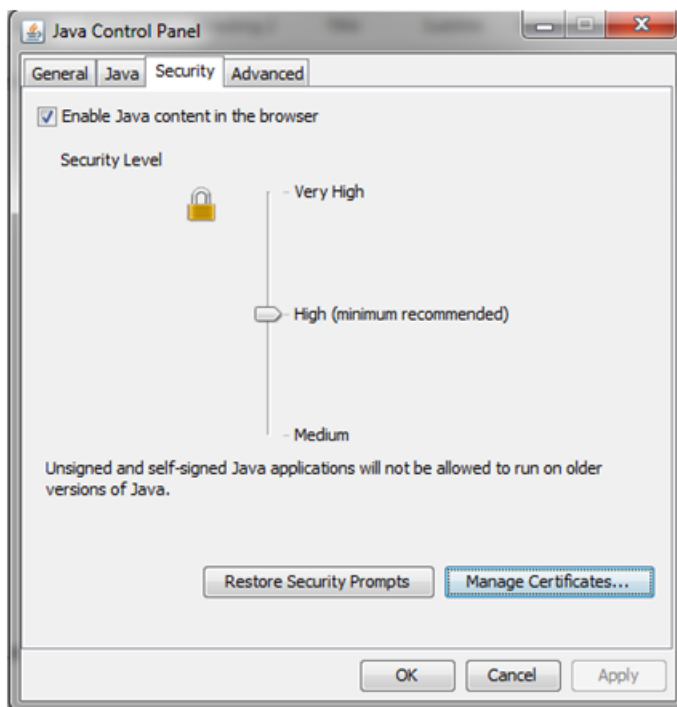 Java Control Panel
General Java Security Advanced
Enable Java content in the browser
Security Level
Very High
High (minimum recommended)
Medium
Unsigned and self-signed Java applications will not be allowed to run on older
versions of Java.
Restore Security Prompts Manage Certificates...
OK Cancel Apply